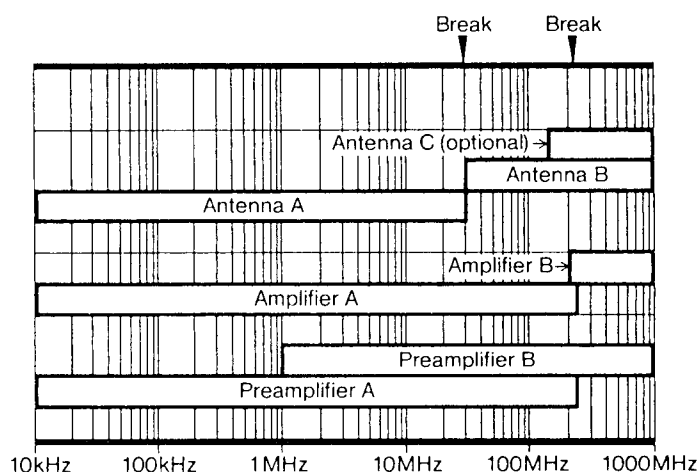 Break Break
Antenna C (optional)
Antenna B
Antenna A
Amplifier B
Amplifier A
Preamplifier B
Preamplifier A
10kHz 100kHz 1MHz 10MHz 100MHz 1000MHz